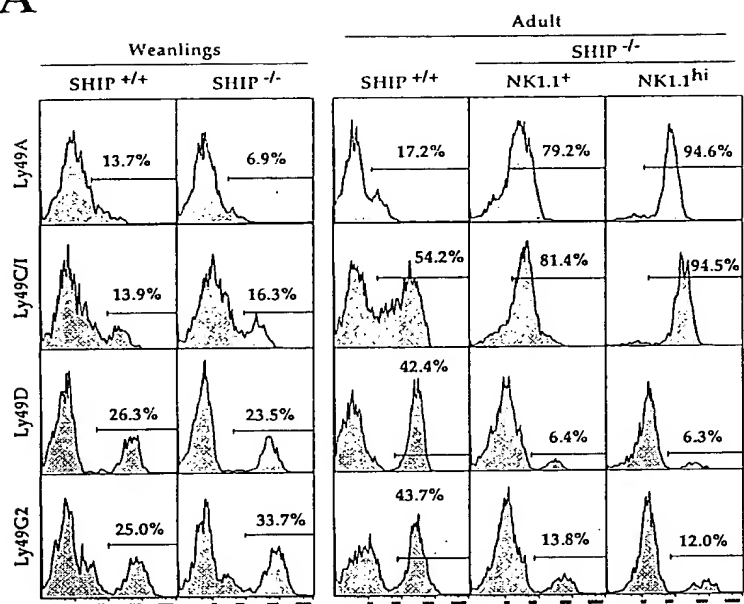 A
Adult
Weanlings
SHIP -/-
SHIP +/+
SHIP -/-
SHIP +/+
NK1.1+
NK1.1hi
Ly49A
13.7%
6.9%
17.2%
79.2%
94.6%
Ly49C/I
13.9%
16.3%
54.2%
81.4%
94.5%
Ly49D
26.3%
23.5%
42.4%
6.4%
6.3%
Ly49G2
25.0%
33.7%
43.7%
13.8%
12.0%